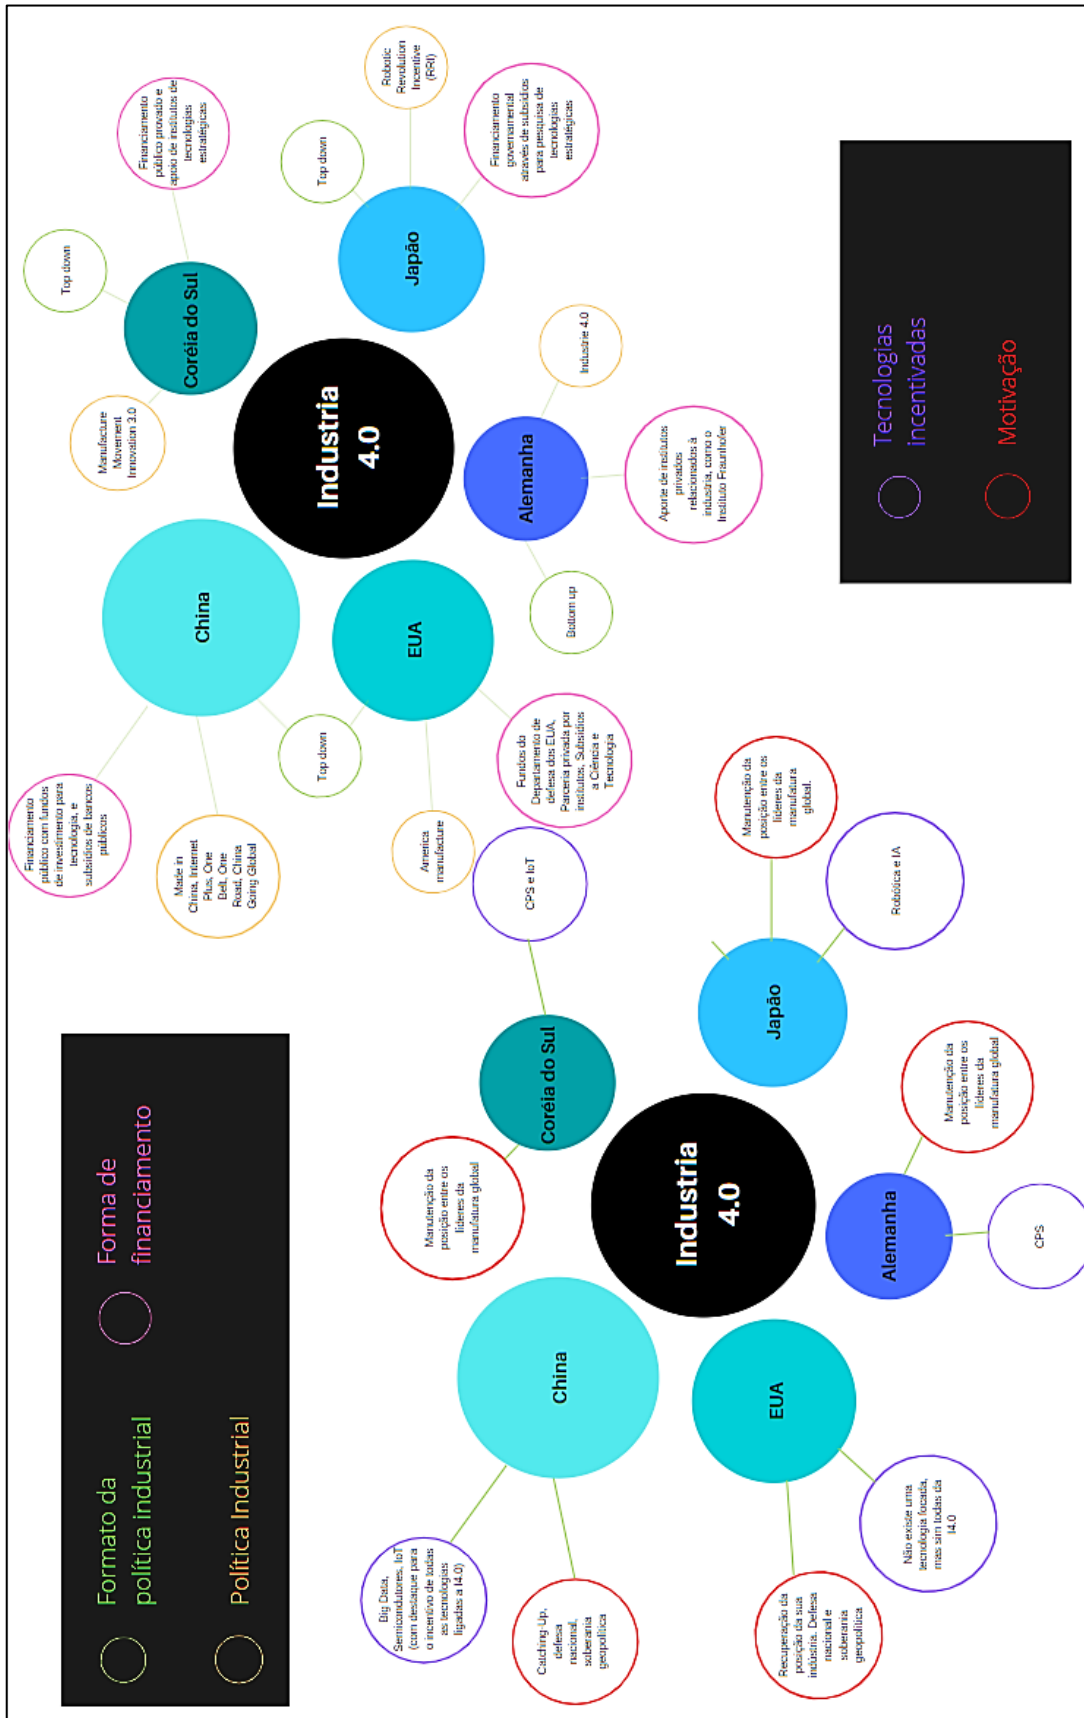 Formato da
política industrial
Forma de
financiamento
Política Industrial
Financiamento
público com fundos
de investimento para
tecnologia, e
subsídios de bancos
públicos
Made in
China, Internet
Plus, One
Belt, One
Road, China
Going Global
China
Top down
Manufacture
Movement
Innovation 3.0
Top down
Coréia do Sul
Financiamento
público provado e
apoio de institutos de
tecnologias
estratégicas
Top down
Robotic
Revolution
Incentive
(RRI)
Japão
Financiamento
governamental
através de subsídios
para pesquisa de
tecnologias
estratégicas
Industria
4.0
EUA
America
manufacture
Fundos do
Departamento de
defesa dos EUA,
Parceria privada por
institutos, Subsídios
a Ciência e
Tecnologia
Alemanha
Bottom up
Industrie 4.0
Aporte de institutos
privados
relacionados à
industria, como o
Instituto Fraunhofer
Big Data,
Semicondutores, IoT
(com destaque para
o incentivo de todas
as tecnologias
ligadas a I4.0)
Catching-Up,
defesa
nacional,
soberania
geopolítica
China
Manutenção da
posição entre os
líderes da
manufatura global
Coréia do Sul
CPS e IoT
Industria
4.0
Japão
Manutenção da
posição entre os
líderes da
manufatura
global.
Robótica e IA
EUA
Recuperação da
posição da sua
indústria. Defesa
nacional e
soberania
geopolítica
Não existe uma
tecnologia focada,
mas sim todas da
I4.0
Alemanha
Manutenção da
posição entre os
líderes da
manufatura global
CPS
Tecnologias
incentivadas
Motivação